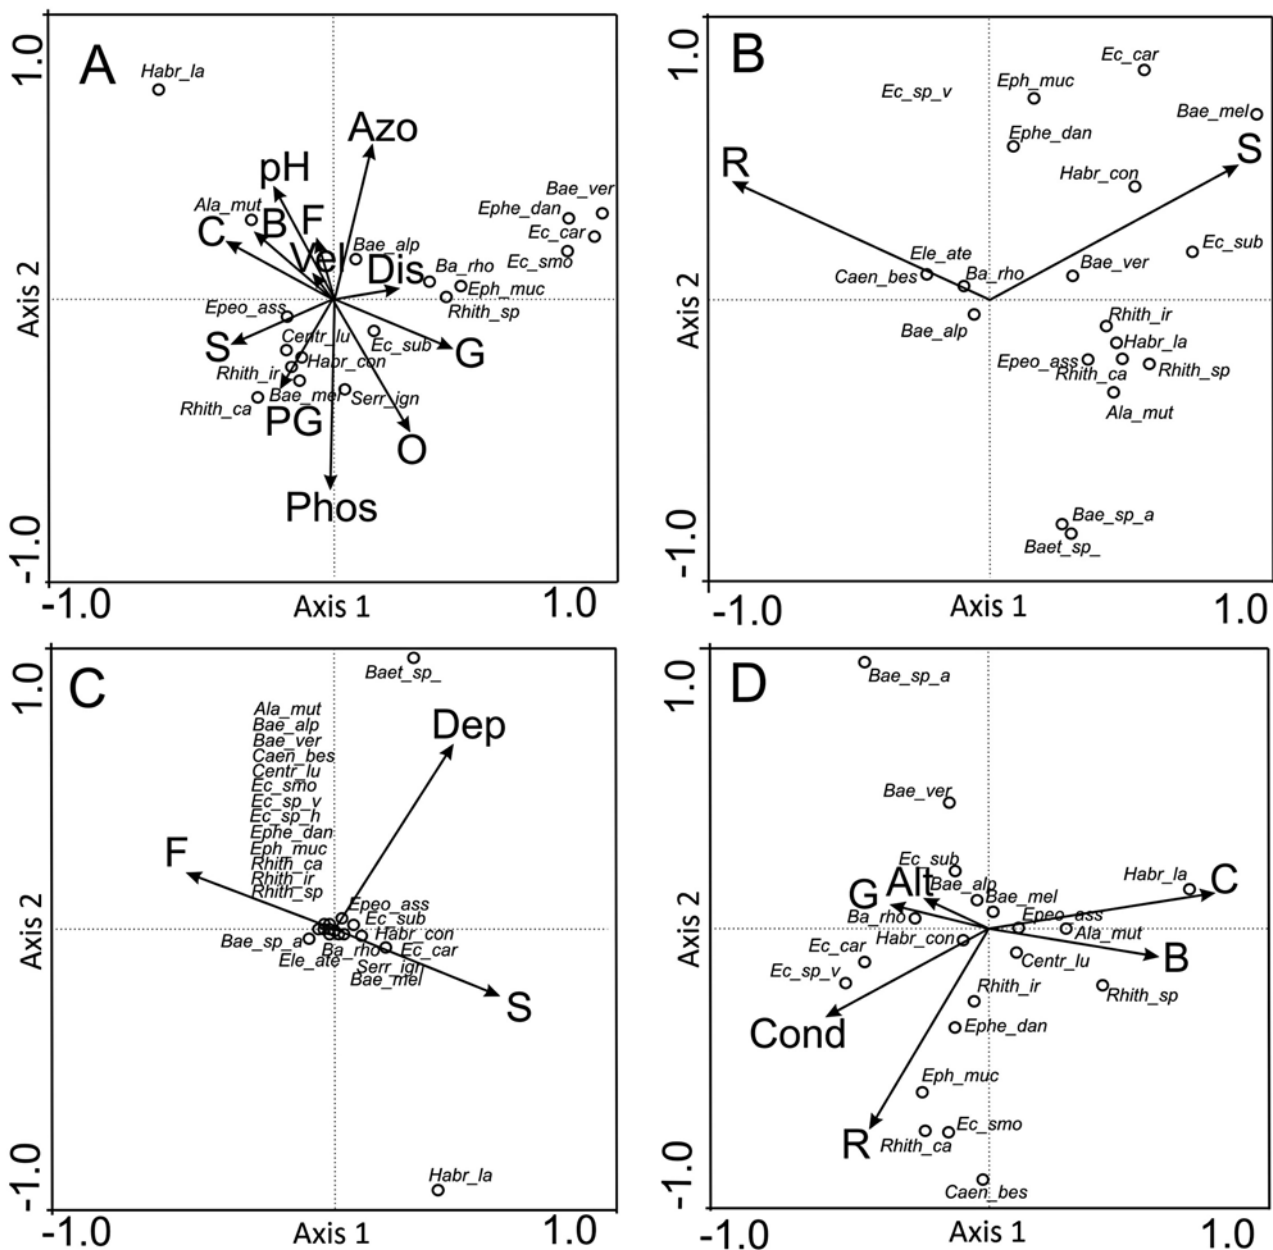 1.0
A
Habr_la
Azo
pH
Ala_mut
B
F
C
Vel
Bae_alp
Dis
Bae_ver
Ephe_dan
Ec_car
Ec_smo
Ba_rho
Eph_muc
Rhith_sp
Axis 2
Epeo_ass
S
Centr_lu
Ec_sub
G
Habr_con
Rhith_ir
Bae_mel
Serr_ign
Rhith_ca
PG
O
Phos
-1.0
-1.0
Axis 1
1.0
1.0
B
Ec_car
Eph_muc
Ec_sp_v
Bae_mel
Ephe_dan
S
R
Habr_con
Ec_sub
Ele_ate
Bae_ver
Caen_bes
Ba_rho
Axis 2
Bae_alp
Rhith_ir
Habr_la
Epeo_ass
Rhith_ca
Rhith_sp
Ala_mut
Bae_sp_a
Baet_sp_
-1.0
-1.0
Axis 1
1.0
1.0
C
Baet_sp_
Dep
Ala_mut
Bae_alp
Bae_ver
Caen_bes
Centr_lu
Ec_smo
Ec_sp_v
Ec_sp_h
Ephe_dan
Eph_muc
Rhith_ca
Rhith_ir
Rhith_sp
F
Axis 2
Epeo_ass
Ec_sub
Habr_con
Bae_sp_a
Ba_rho
Ec_car
Ele_ate
Serr_ign
Bae_mel
S
Habr_la
-1.0
-1.0
Axis 1
1.0
1.0
D
Bae_sp_a
Bae_ver
Ec_sub
Alt
Bae_alp
G
Bae_mel
Habr_la
C
Ba_rho
Epeo_ass
Ala_mut
Habr_con
Ec_car
Centr_lu
B
Ec_sp_v
Axis 2
Rhith_ir
Rhith_sp
Cond
Ephe_dan
Eph_muc
R
Ec_smo
Rhith_ca
Caen_bes
-1.0
-1.0
Axis 1
1.0